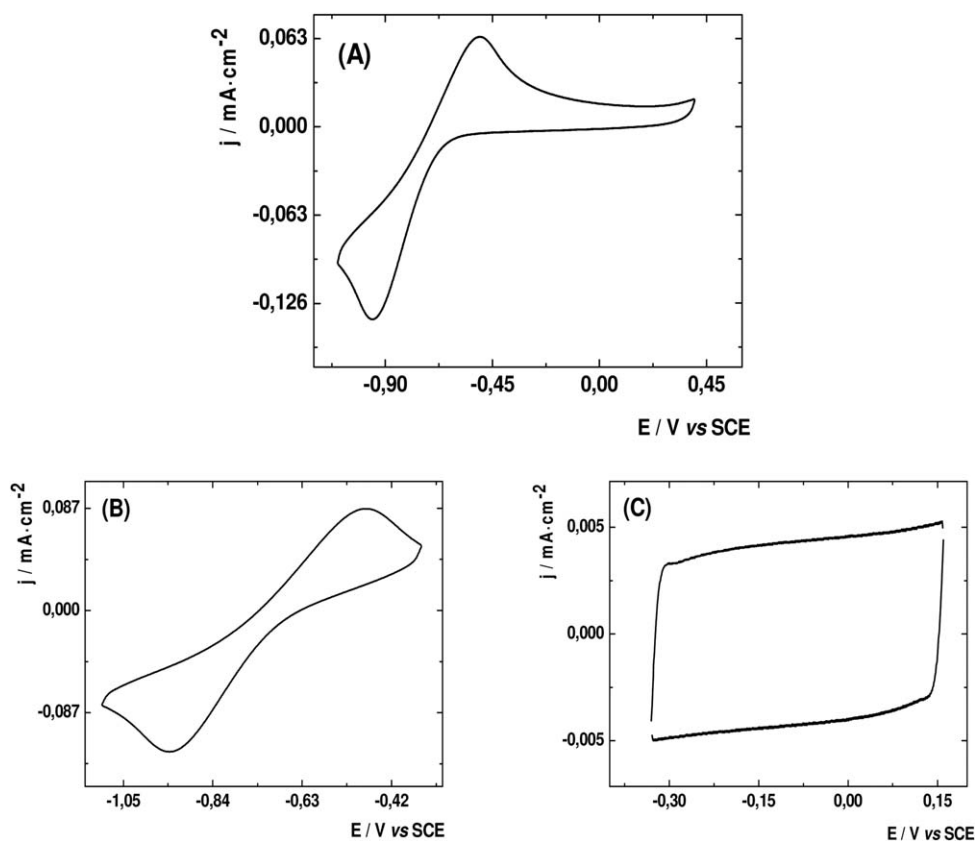 (A)
j / mA·cm-2
0,063
0,000
-0,063
-0,126
-0,90 -0,45 0,00 0,45
E / V vs SCE
(B)
j / mA·cm-2
0,087
0,000
-0,087
-1,05 -0,84 -0,63 -0,42
E / V vs SCE
(C)
j / mA·cm-2
0,005
0,000
-0,005
-0,30 -0,15 0,00 0,15
E / V vs SCE